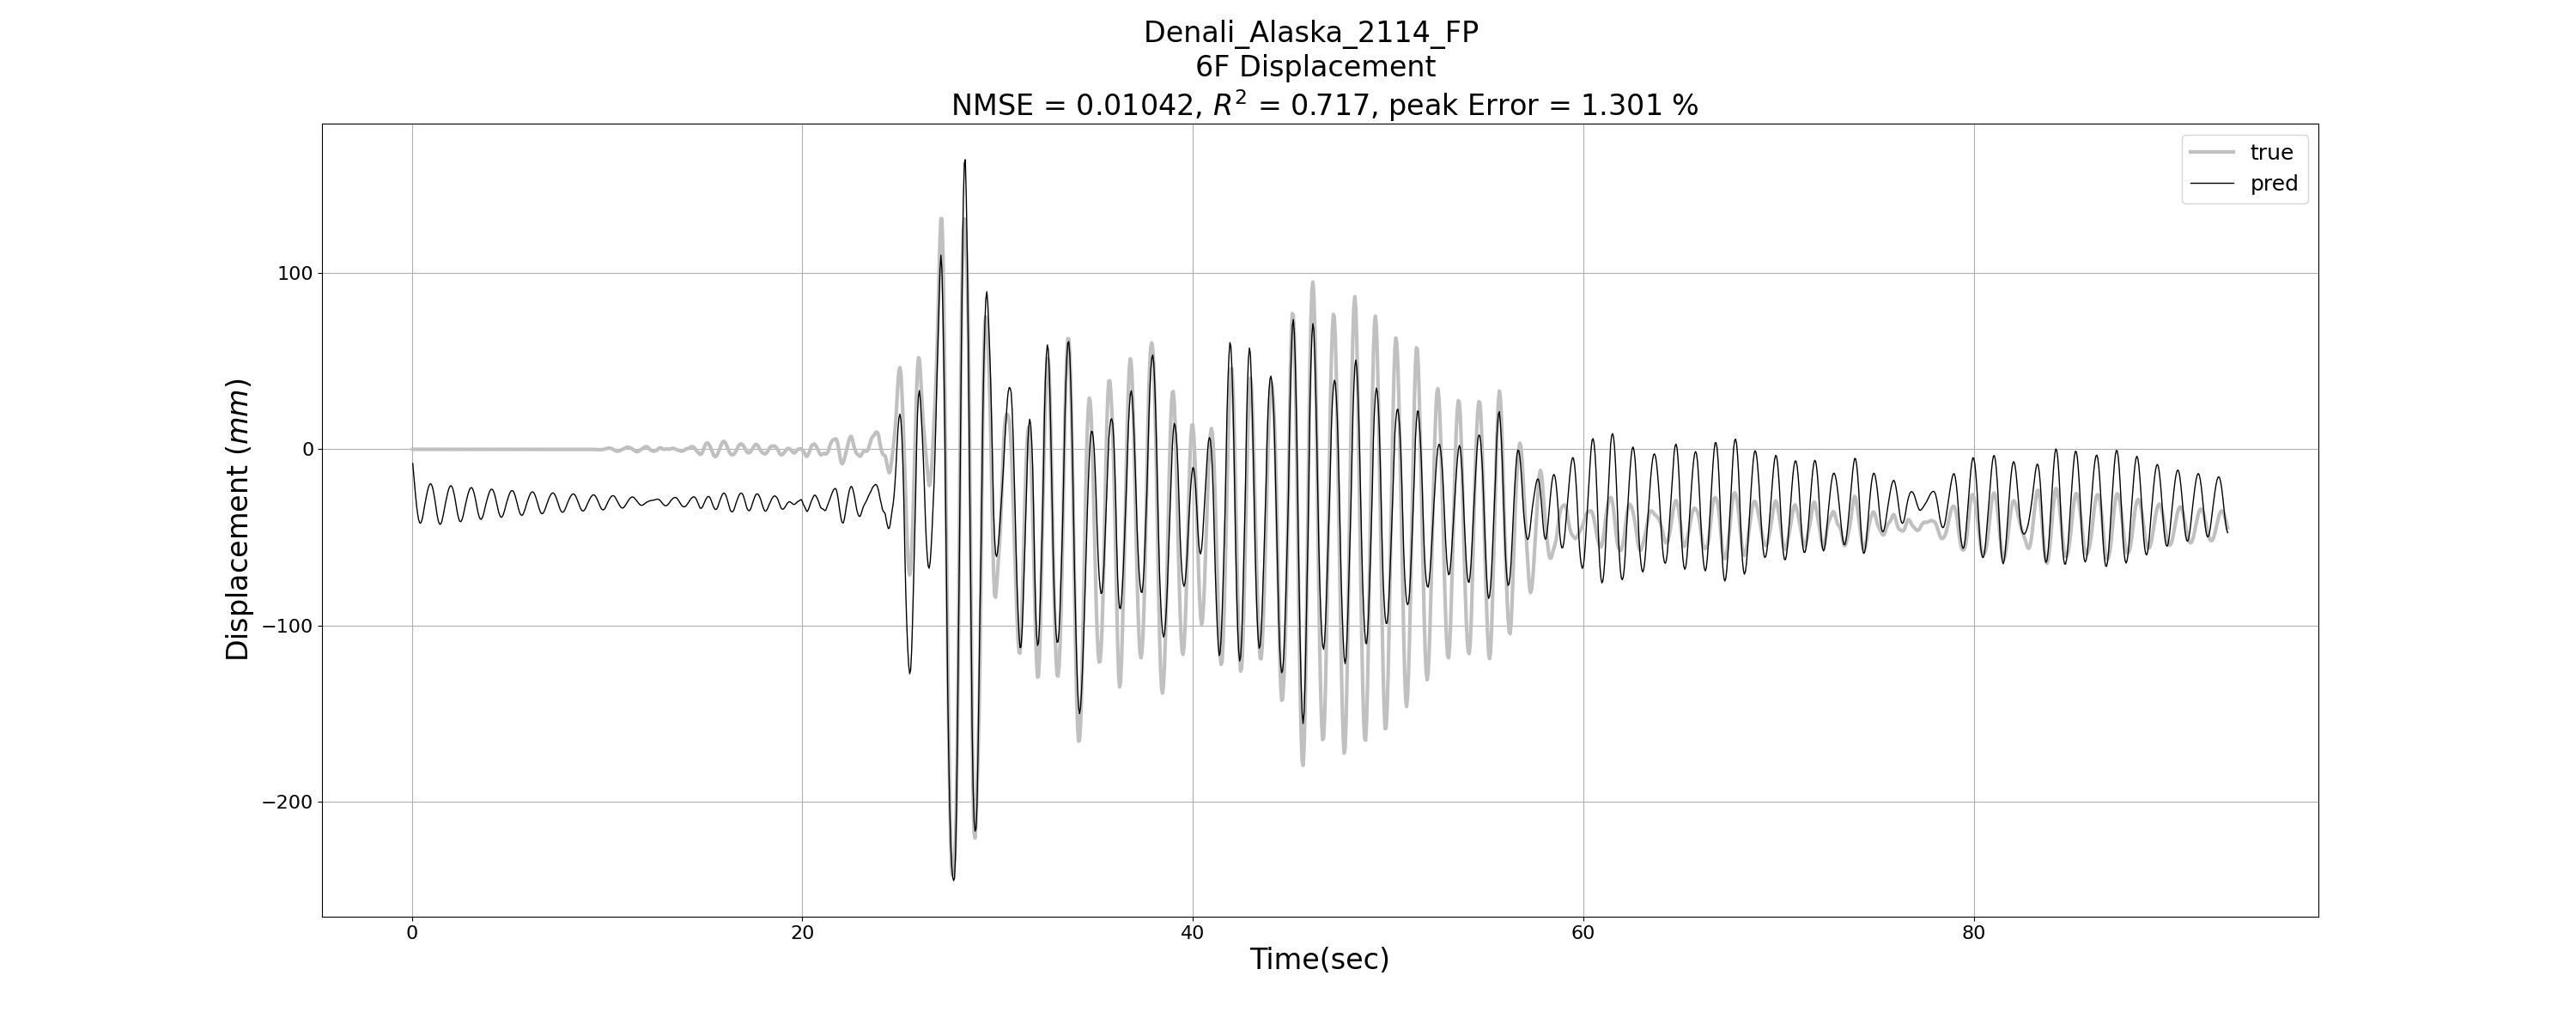 Denali_Alaska_2114_FP
6F Displacement
NMSE = 0.01042, R² = 0.717, peak Error = 1.301 %
true
pred
Displacement (mm)
100
0
−100
−200
0
20
40
60
80
Time(sec)